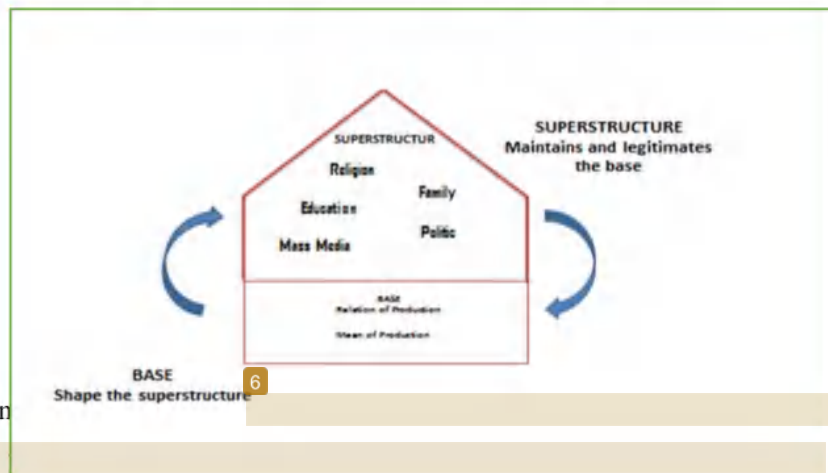 SUPERSTRUCTUR
Religion
Family
Education
Politic
Mass Media
BASE
Relation of Production
Mean of Production
SUPERSTRUCTURE
Maintains and legitimates
the base
BASE
Shape the superstructure
6
n